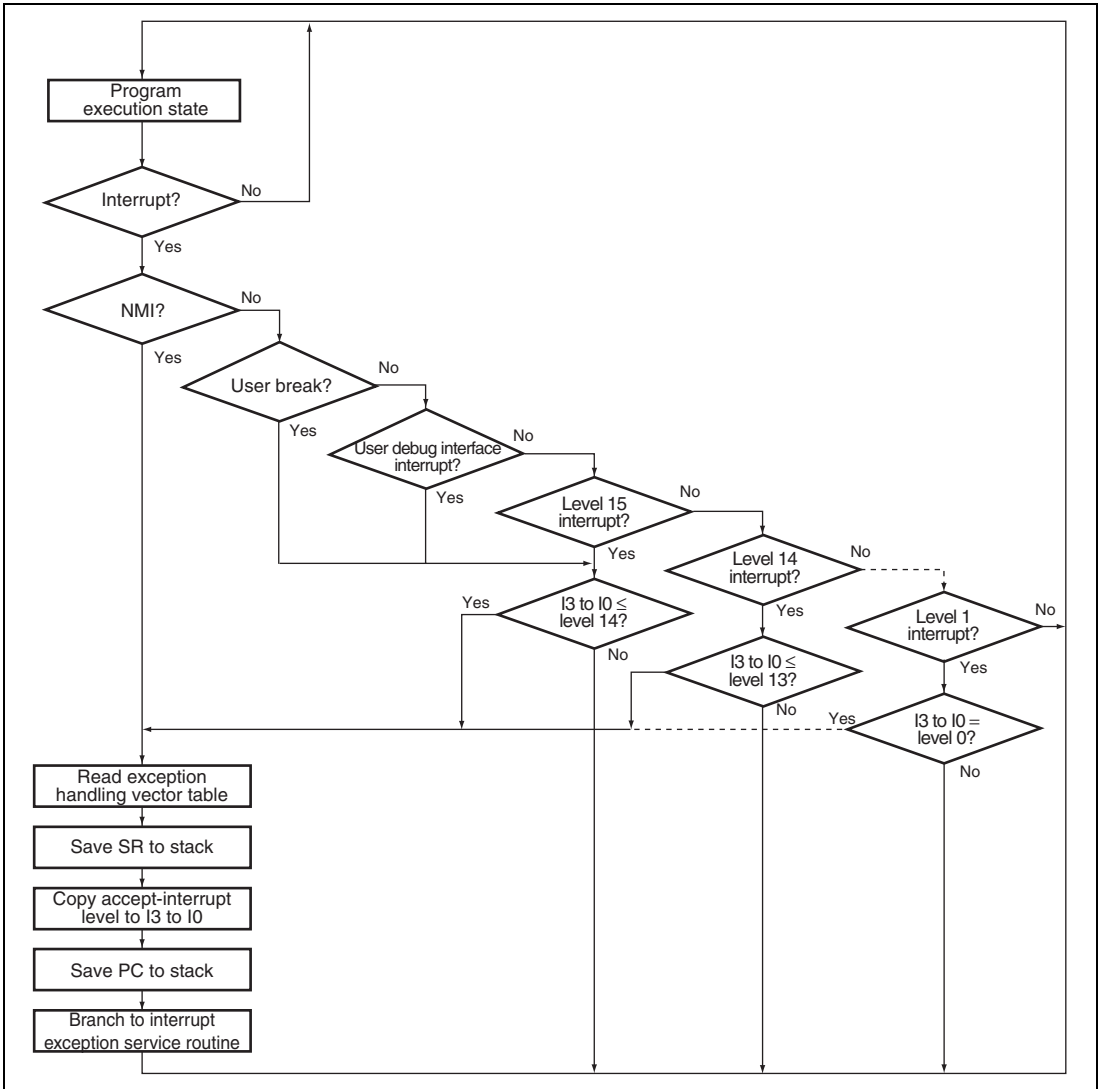 Program
execution state
Interrupt?
No
Yes
NMI?
No
Yes
User break?
No
Yes
User debug interface
interrupt?
No
Yes
Level 15
interrupt?
No
Yes
Level 14
interrupt?
No
Yes
Level 1
interrupt?
No
Yes
I3 to I0 ≤
level 14?
Yes
No
I3 to I0 ≤
level 13?
No
I3 to I0 =
level 0?
Yes
No
Read exception
handling vector table
Save SR to stack
Copy accept-interrupt
level to I3 to I0
Save PC to stack
Branch to interrupt
exception service routine